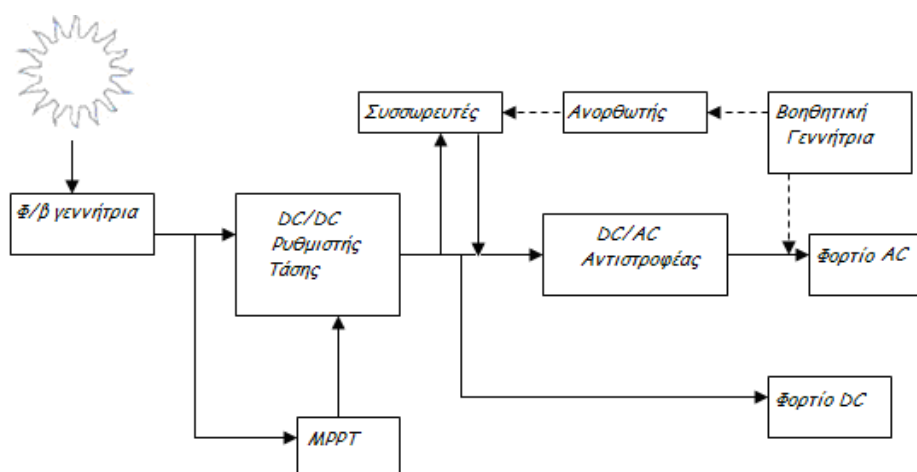 Συσσωρευτές
Ανορθωτής
Βοηθητική
Γεννήτρια
Φ/β γεννήτρια
DC/DC
Ρυθμιστής
Τάσης
DC/AC
Αντιστροφέας
Φορτίο AC
Φορτίο DC
MPPT